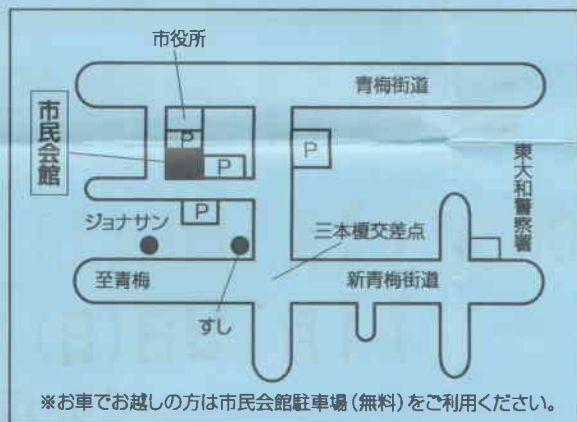 市役所
青梅街道
市民会館
P
P
P
P
東大和警察署
ジョナサン
三本榎交差点
至青梅
新青梅街道
すし
※お車でお越しの方は市民会館駐車場(無料)をご利用ください。